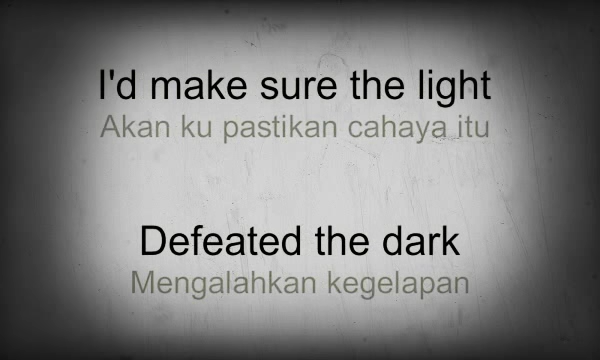 I'd make sure the light
Akan ku pastikan cahaya itu
Defeated the dark
Mengalahkan kegelapan